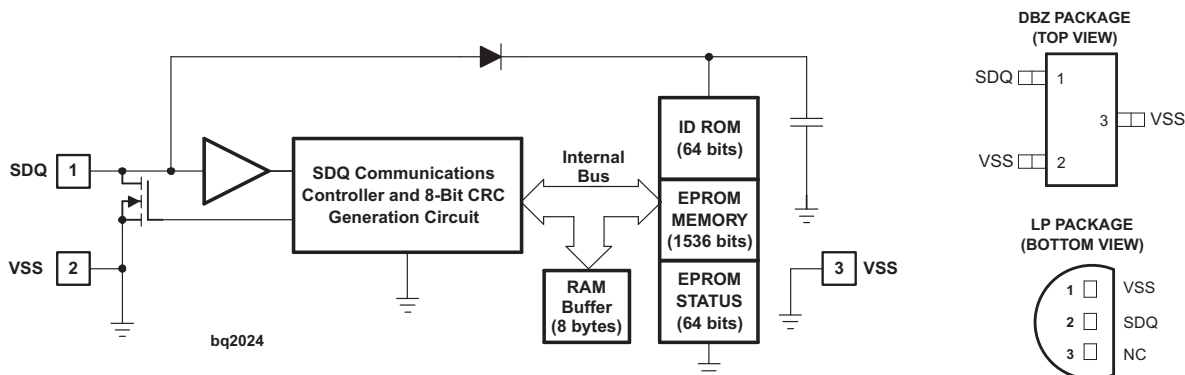 SDQ
1
VSS
2
SDQ Communications
Controller and 8-Bit CRC
Generation Circuit
Internal
Bus
RAM
Buffer
(8 bytes)
ID ROM
(64 bits)
EPROM
MEMORY
(1536 bits)
EPROM
STATUS
(64 bits)
3
VSS
bq2024
DBZ PACKAGE
(TOP VIEW)
SDQ
1
3
VSS
VSS
2
LP PACKAGE
(BOTTOM VIEW)
1
VSS
2
SDQ
3
NC